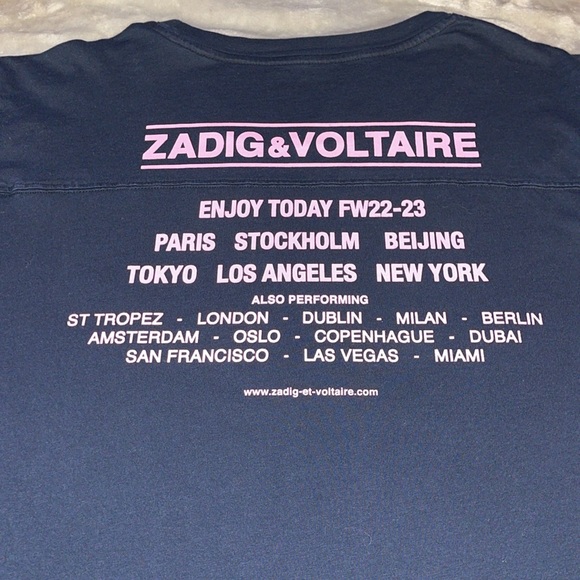 ZADIG&VOLTAIRE
ENJOY TODAY FW22-23
PARIS STOCKHOLM BEIJING
TOKYO LOS ANGELES NEW YORK
ALSO PERFORMING
ST TROPEZ - LONDON - DUBLIN - MILAN - BERLIN
AMSTERDAM - OSLO - COPENHAGUE - DUBAI
SAN FRANCISCO - LAS VEGAS - MIAMI
www.zadig-et-voltaire.com